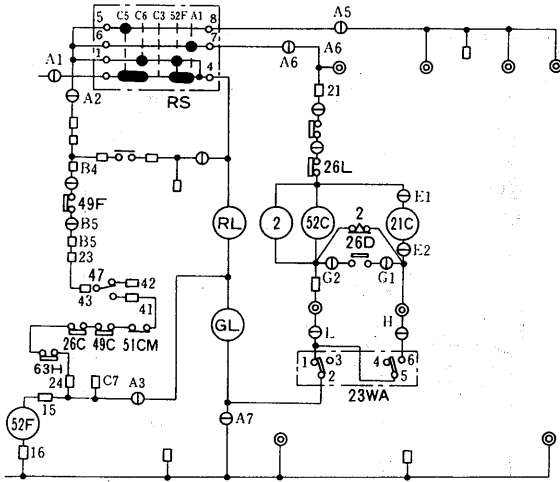 C5 C6 C3 52F A1
5 8 A5
6 7 A6 A6
1
A1 4
RS
A2 21
B4 26L
49F
B5
B5
23
RL 2 52C 2 21C E1
26D
G2 G1 E2
47 42
43 41
GL
L H
26C 49C 51CM
63H
1 3 4 6
2 5
23WA
24 C7 A3
15
52F
A7
16